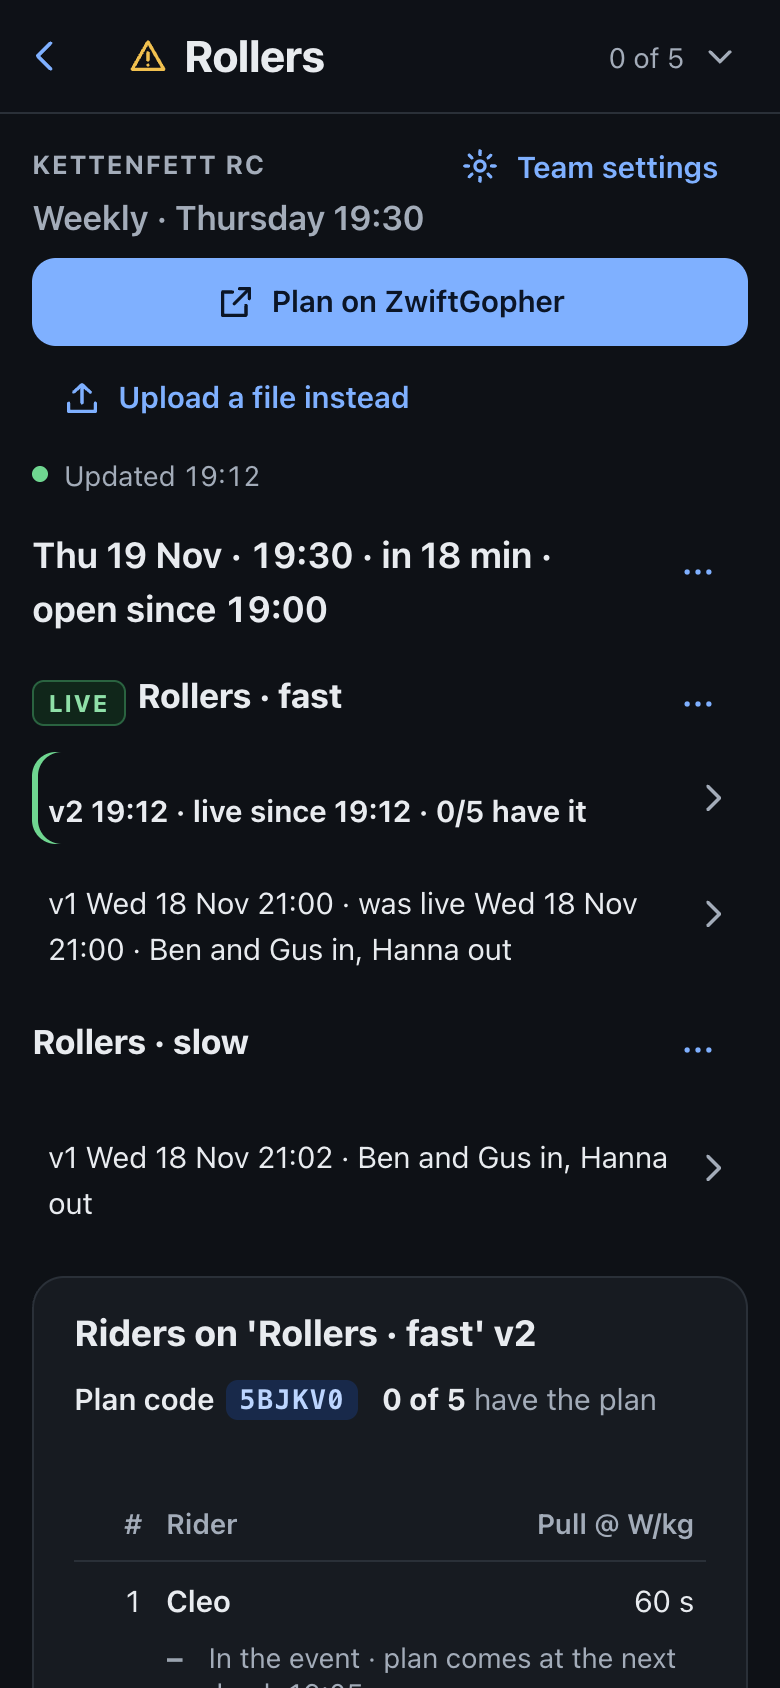 Rollers
0 of 5
KETTENFETT RC
Team settings
Weekly · Thursday 19:30
Plan on ZwiftGopher
Upload a file instead
Updated 19:12
Thu 19 Nov · 19:30 · in 18 min ·
open since 19:00
...
LIVE Rollers · fast
...
v2 19:12 · live since 19:12 · 0/5 have it
v1 Wed 18 Nov 21:00 · was live Wed 18 Nov
21:00 · Ben and Gus in, Hanna out
Rollers · slow
...
v1 Wed 18 Nov 21:02 · Ben and Gus in, Hanna
out
Riders on 'Rollers · fast' v2
Plan code 5BJKV0 0 of 5 have the plan
# Rider Pull @ W/kg
1 Cleo 60 s
– In the event · plan comes at the next